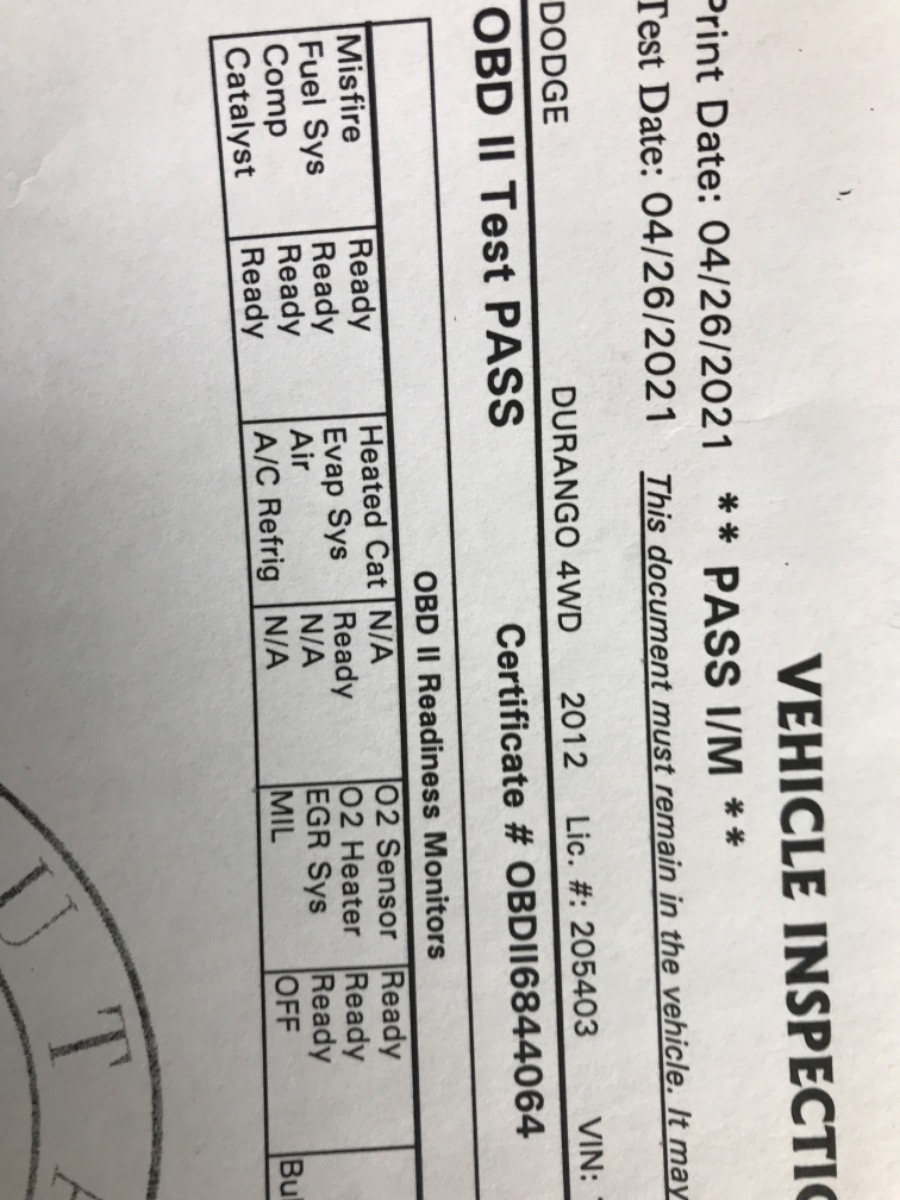 VEHICLE INSPECTIO
Print Date: 04/26/2021 ** PASS I/M **
Test Date: 04/26/2021 This document must remain in the vehicle. It may
DODGE DURANGO 4WD 2012 Lic. #: 205403 VIN:
OBD II Test PASS Certificate # OBDII6844064
OBD II Readiness Monitors
Misfire Ready Heated Cat N/A O2 Sensor Ready
Fuel Sys Ready Evap Sys Ready O2 Heater Ready
Comp Ready Air N/A EGR Sys Ready
Catalyst Ready A/C Refrig N/A MIL OFF Bu
UTA